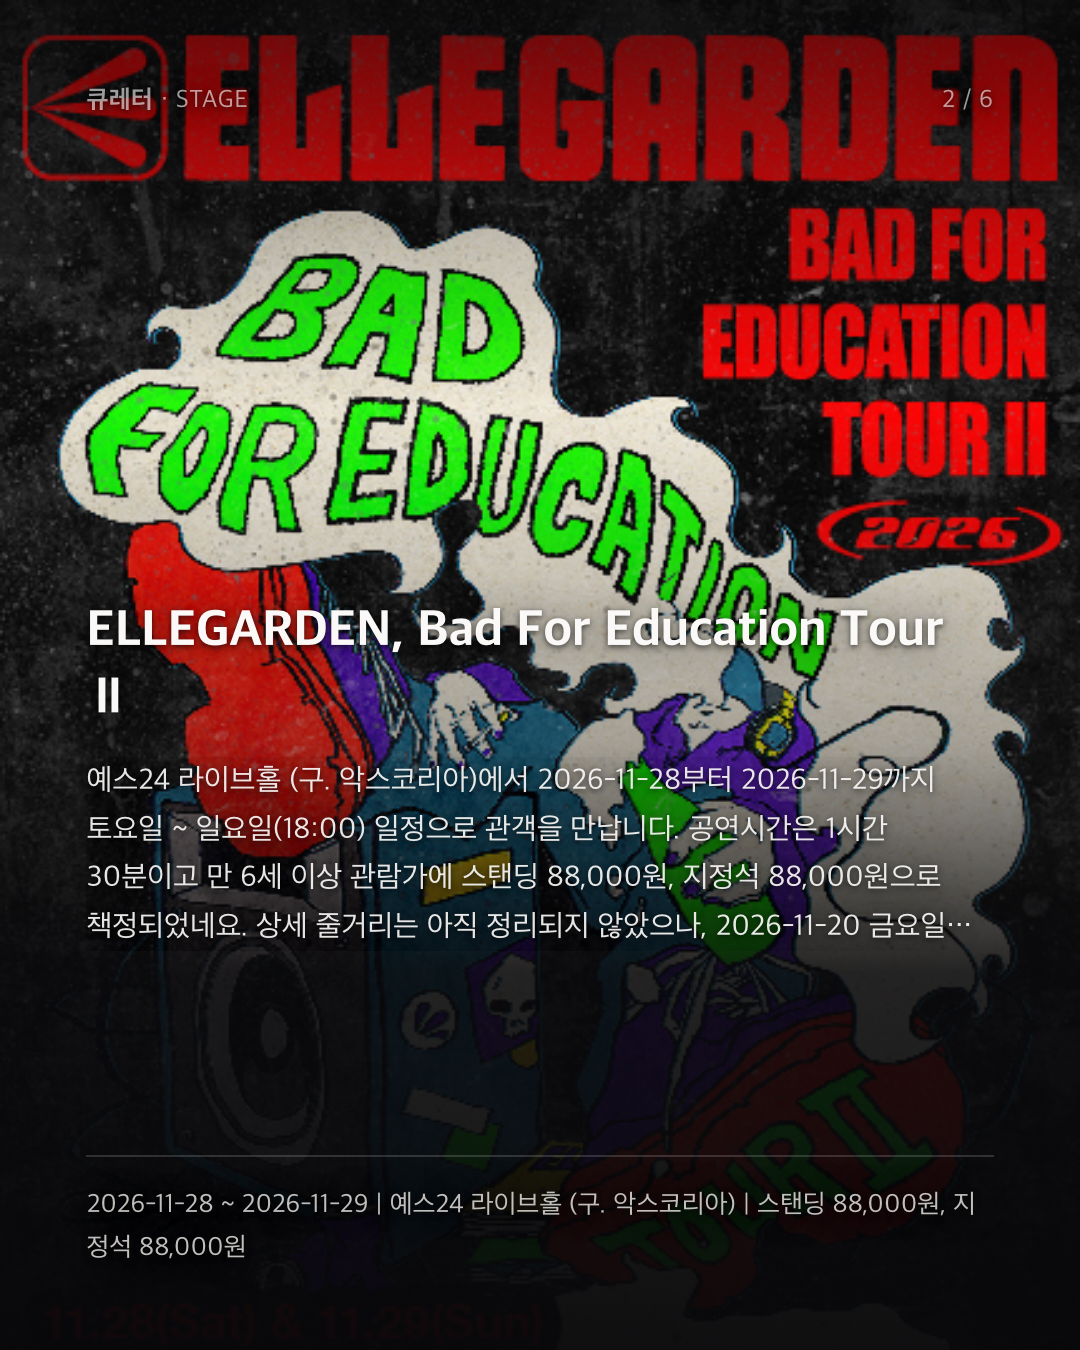 ELLEGARDEN
큐레터 · STAGE
2 / 6
BAD FOR
EDUCATION
TOUR II
2026
BAD
FOR EDUCATION
ELLEGARDEN, Bad For Education Tour
II
예스24 라이브홀 (구. 악스코리아)에서 2026-11-28부터 2026-11-29까지
토요일 ~ 일요일(18:00) 일정으로 관객을 만납니다. 공연시간은 1시간
30분이고 만 6세 이상 관람가에 스탠딩 88,000원, 지정석 88,000원으로
책정되었네요. 상세 줄거리는 아직 정리되지 않았으나, 2026-11-20 금요일…
TOUR II
2026-11-28 ~ 2026-11-29 | 예스24 라이브홀 (구. 악스코리아) | 스탠딩 88,000원, 지
정석 88,000원
11.28(Sat) & 11.29(Sun)